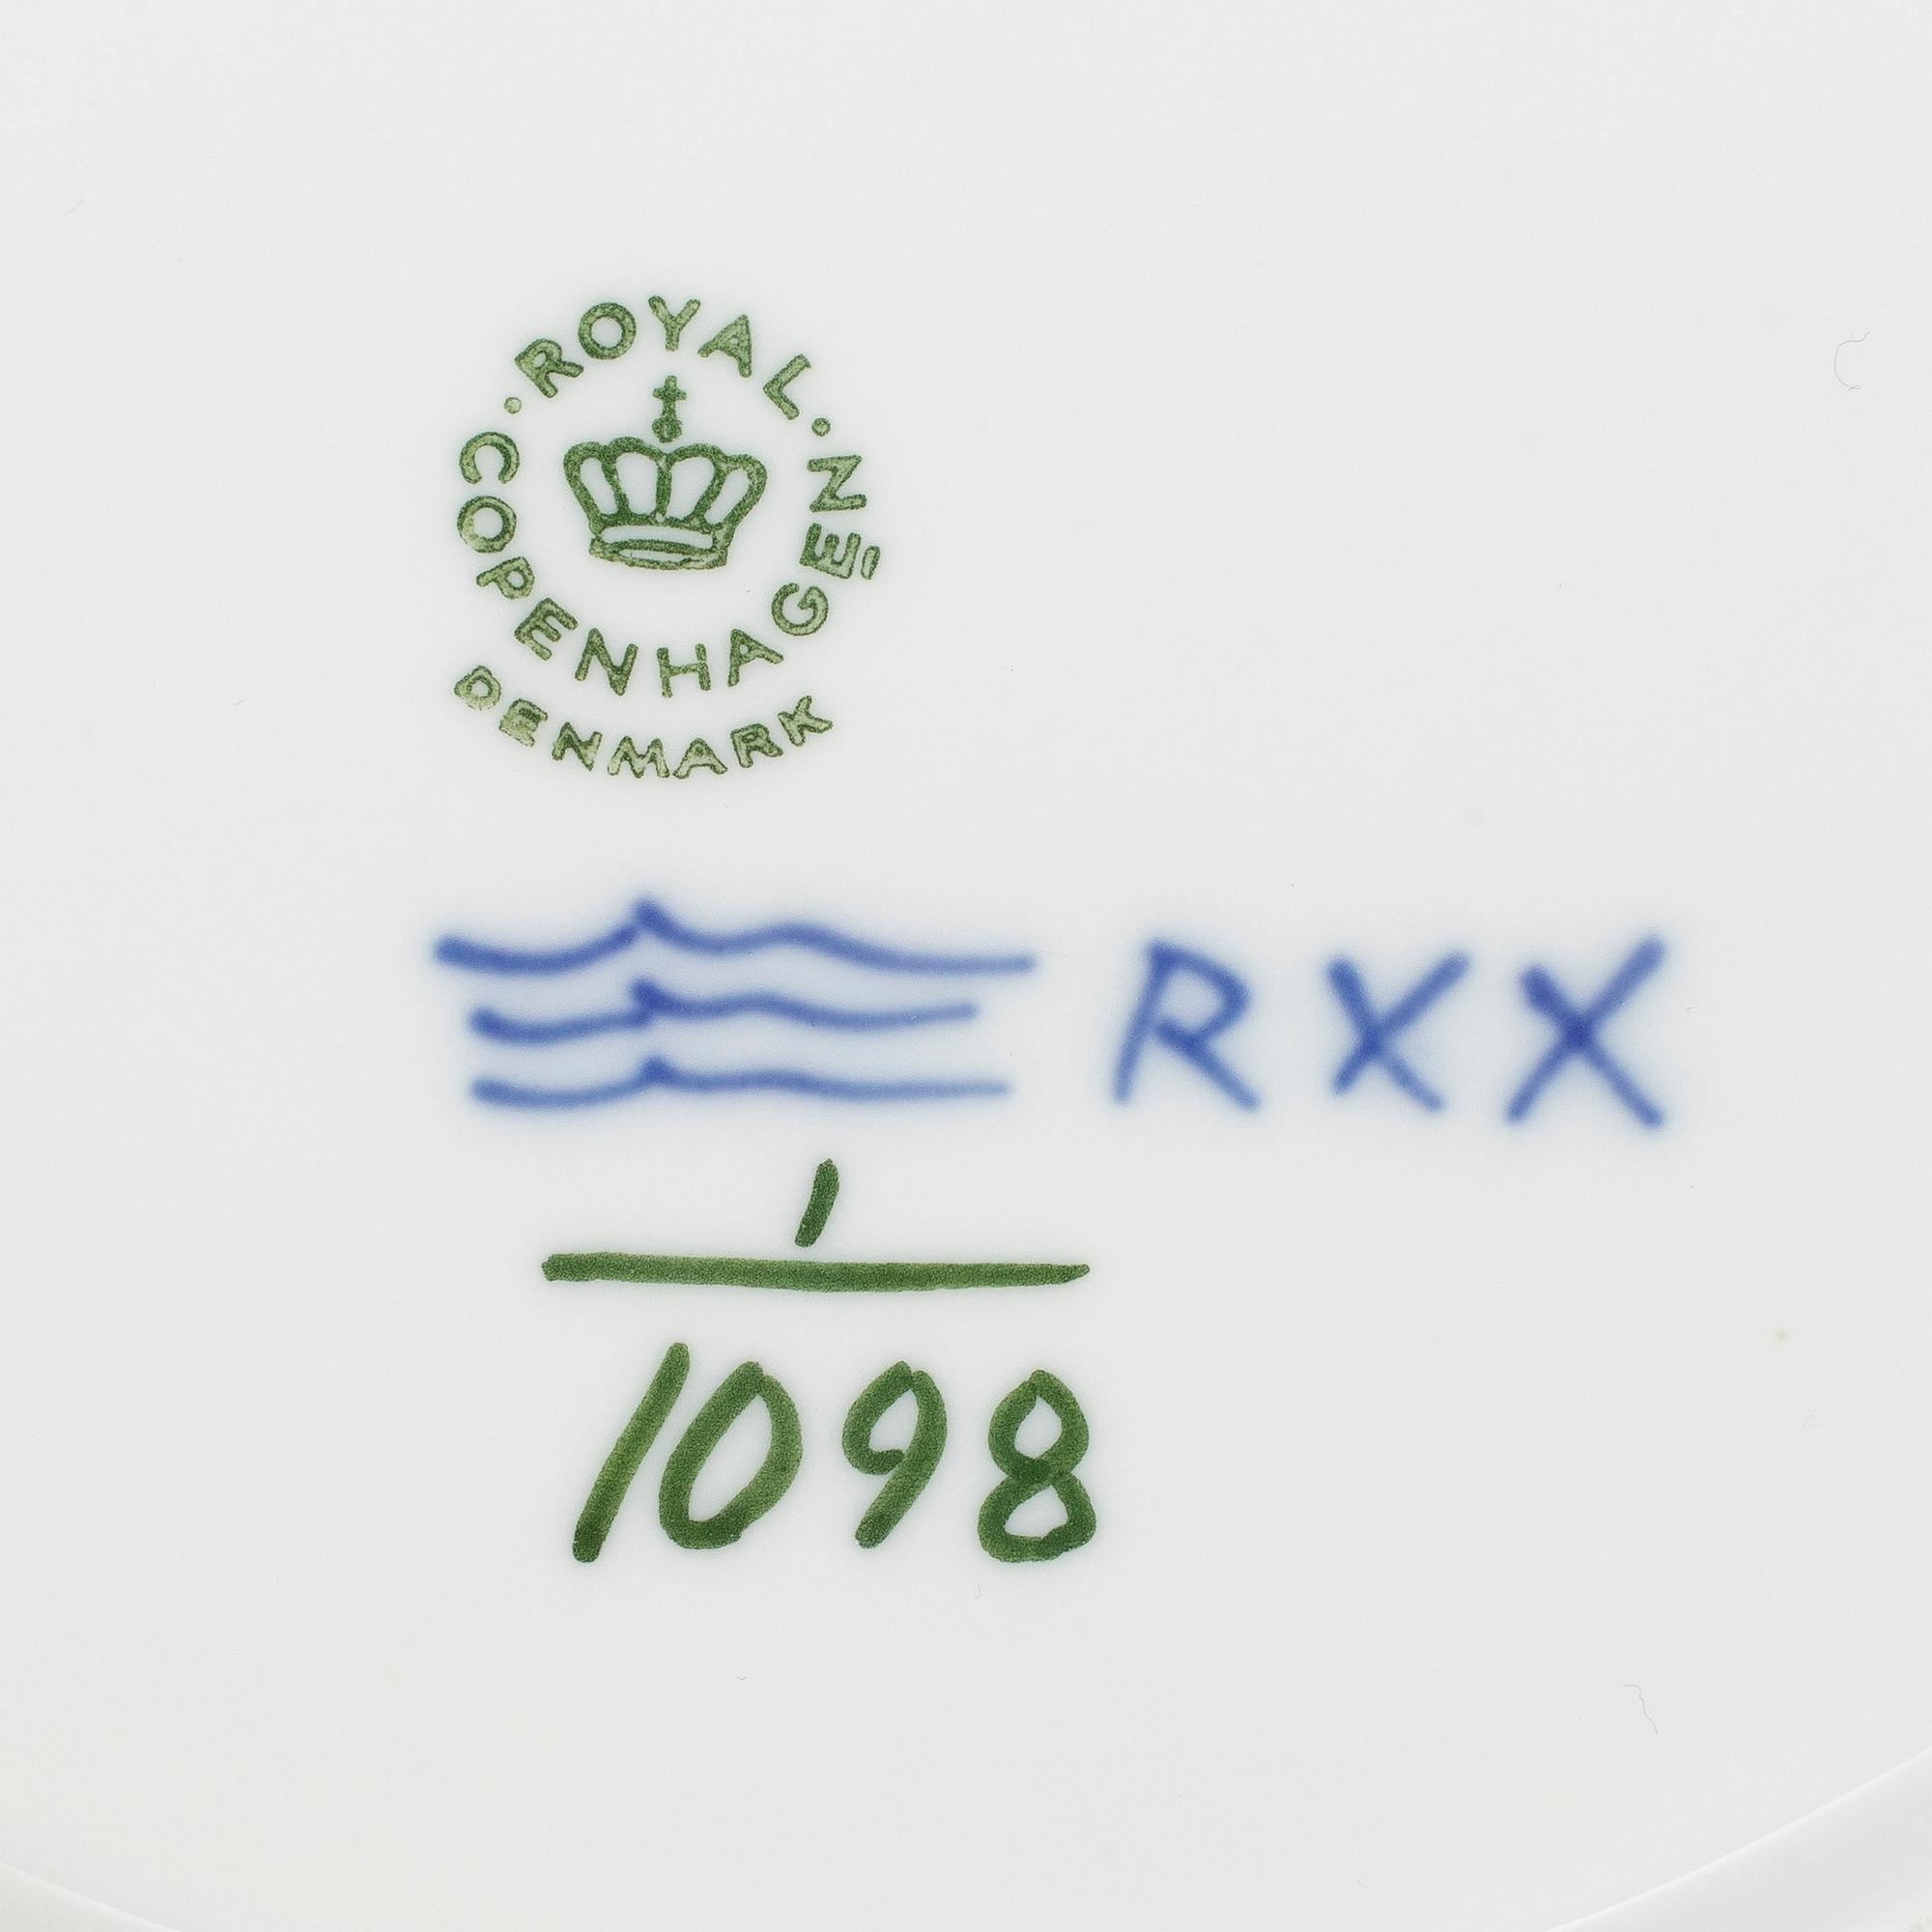 · ROYAL ·
COPENHAGEN
DENMARK
RXX
1
1098